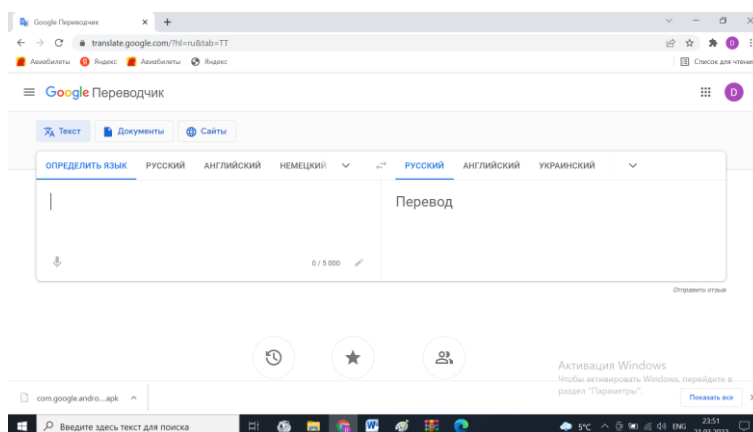 Google Переводчик
translate.google.com/?hl=ru&tab=TT
Авиабилеты Яндекс Авиабилеты Яндекс Список для чтения
Google Переводчик D
Текст Документы Сайты
ОПРЕДЕЛИТЬ ЯЗЫК РУССКИЙ АНГЛИЙСКИЙ НЕМЕЦКИЙ РУССКИЙ АНГЛИЙСКИЙ УКРАИНСКИЙ
Перевод
0 / 5 000
Отправить отзыв
Активация Windows
Чтобы активировать Windows, перейдите в
раздел "Параметры".
com.google.andro....apk Показать все
Введите здесь текст для поиска 5°C ENG 23:51
21.03.2022